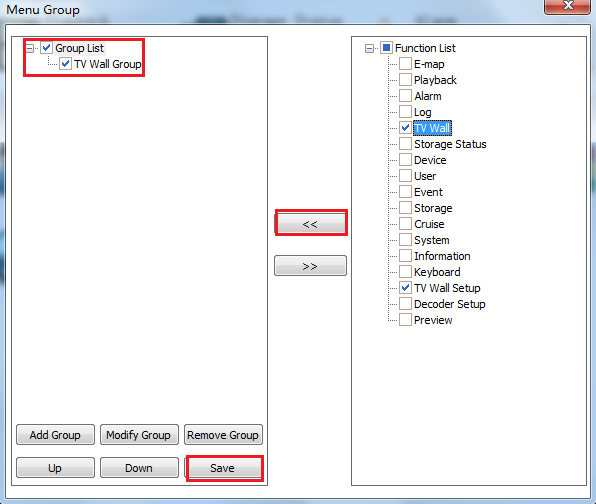 Menu Group
Group List
TV Wall Group
<<
>>
Function List
E-map
Playback
Alarm
Log
TV Wall
Storage Status
Device
User
Event
Storage
Cruise
System
Information
Keyboard
TV Wall Setup
Decoder Setup
Preview
Add Group Modify Group Remove Group
Up Down Save